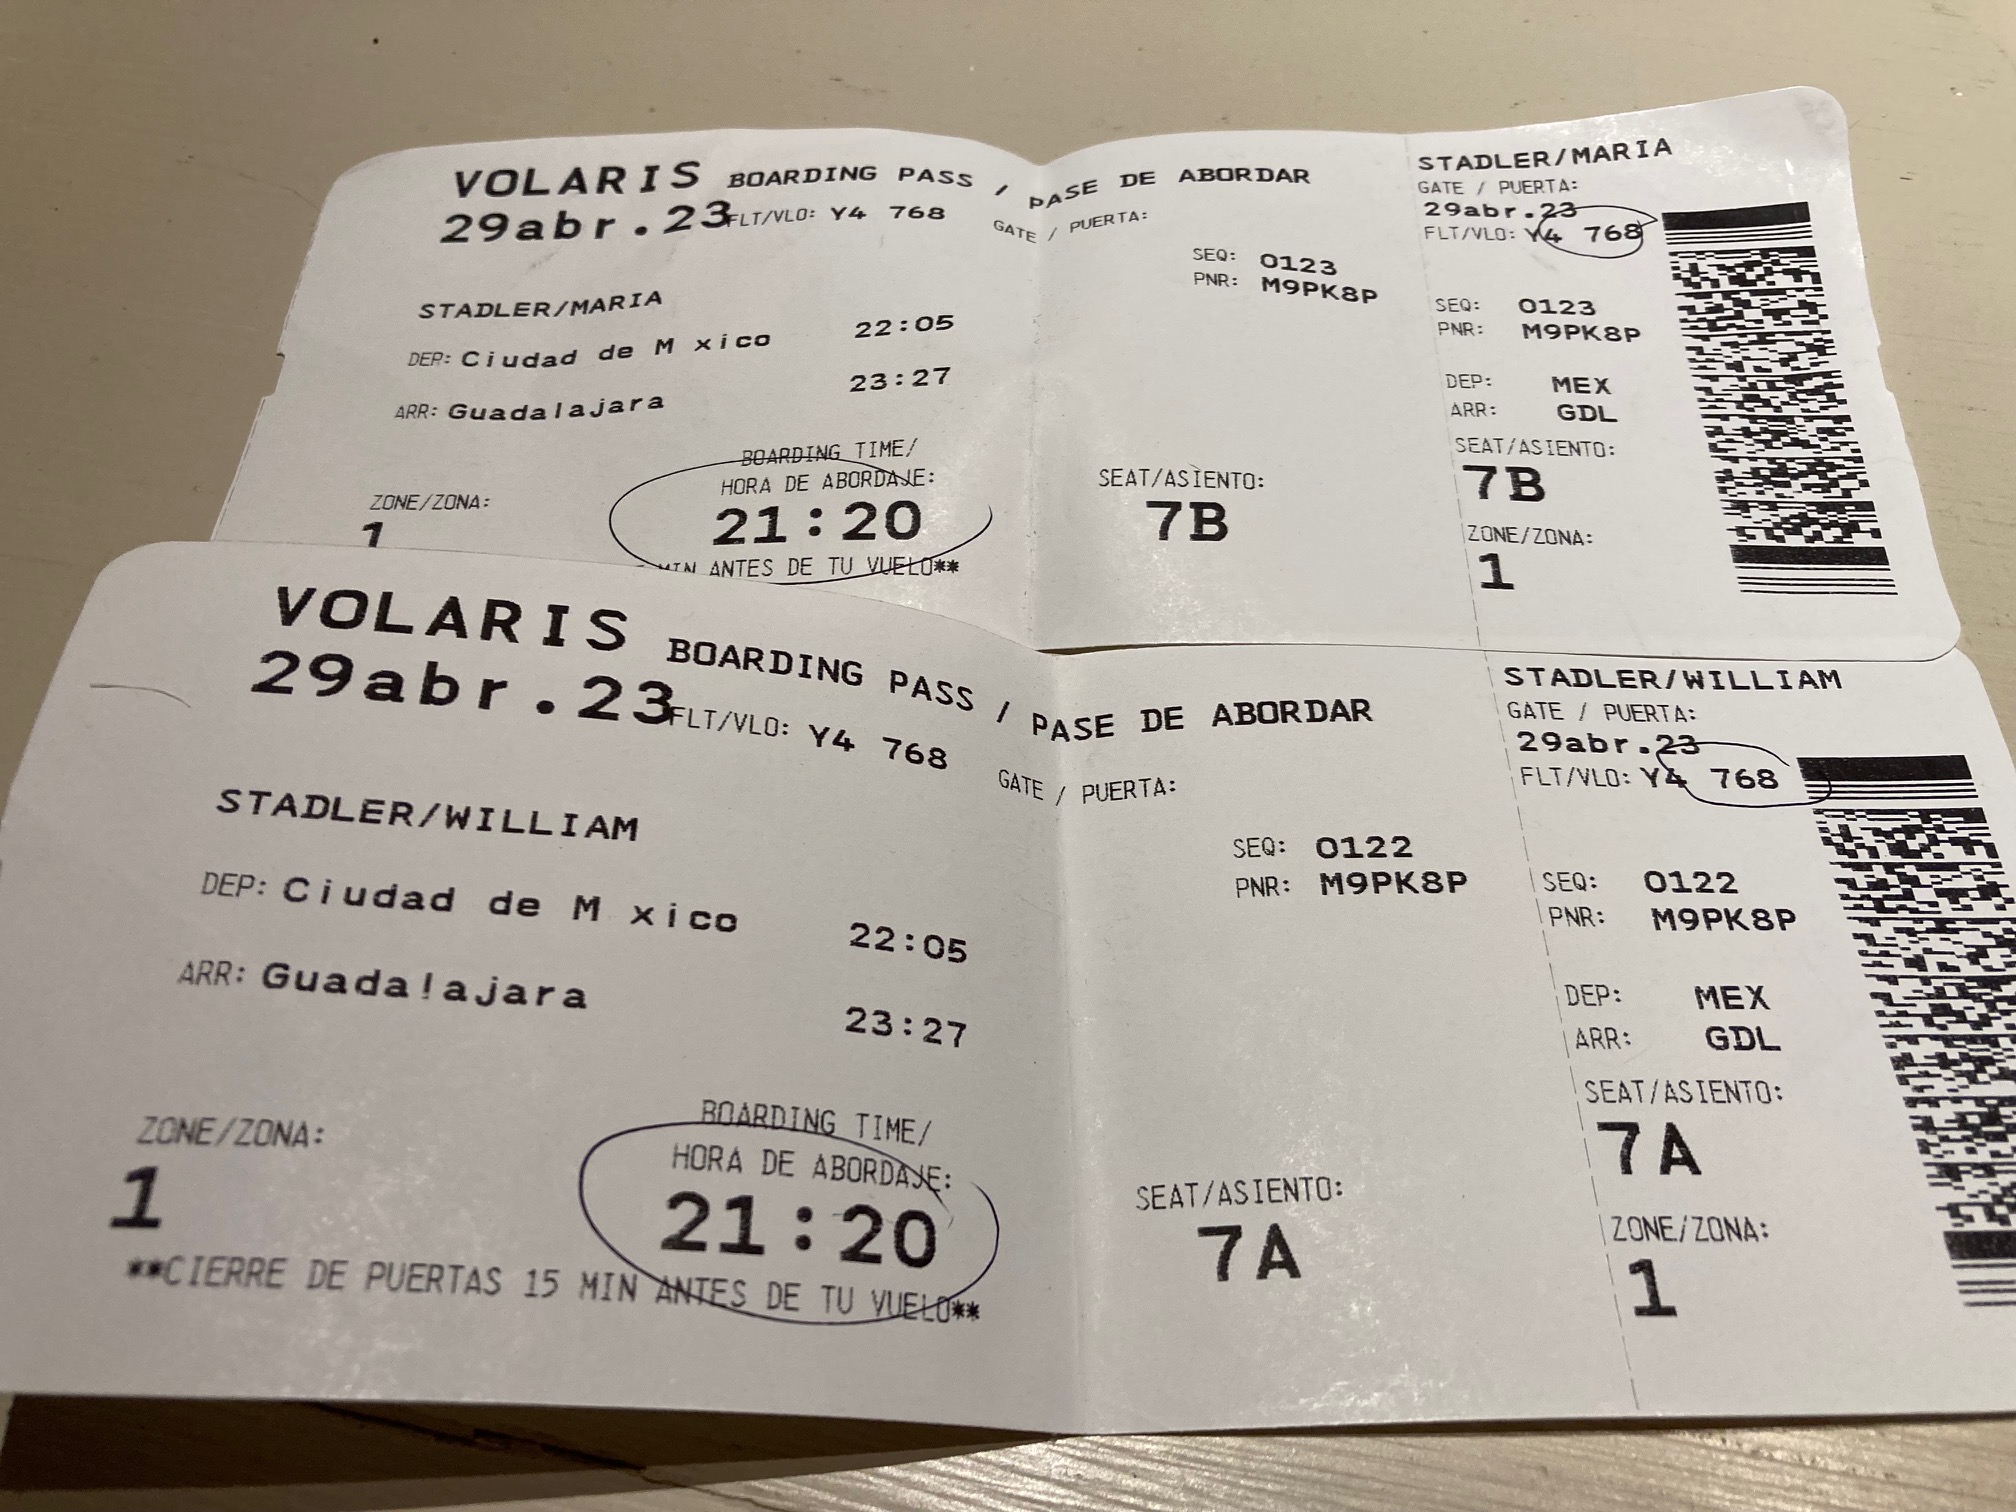 VOLARIS BOARDING PASS / PASE DE ABORDAR
29abr.23 FLT/VLO: Y4 768 GATE / PUERTA:
SEQ: 0123
PNR: M9PK8P
STADLER/MARIA
DEP: Ciudad de M xico 22:05
ARR: Guadalajara 23:27
BOARDING TIME/
HORA DE ABORDAJE:
21:20
ZONE/ZONA:
1
SEAT/ASIENTO:
7B
MIN ANTES DE TU VUELO**
STADLER/MARIA
GATE / PUERTA:
29abr.23
FLT/VLO: Y4 768
SEQ: 0123
PNR: M9PK8P
DEP: MEX
ARR: GDL
SEAT/ASIENTO:
7B
ZONE/ZONA:
1
VOLARIS BOARDING PASS / PASE DE ABORDAR
29abr.23 FLT/VLO: Y4 768 GATE / PUERTA:
SEQ: 0122
PNR: M9PK8P
STADLER/WILLIAM
DEP: Ciudad de M xico 22:05
ARR: Guadalajara 23:27
BOARDING TIME/
HORA DE ABORDAJE:
21:20
ZONE/ZONA:
1
SEAT/ASIENTO:
7A
**CIERRE DE PUERTAS 15 MIN ANTES DE TU VUELO**
STADLER/WILLIAM
GATE / PUERTA:
29abr.23
FLT/VLO: Y4 768
SEQ: 0122
PNR: M9PK8P
DEP: MEX
ARR: GDL
SEAT/ASIENTO:
7A
ZONE/ZONA:
1